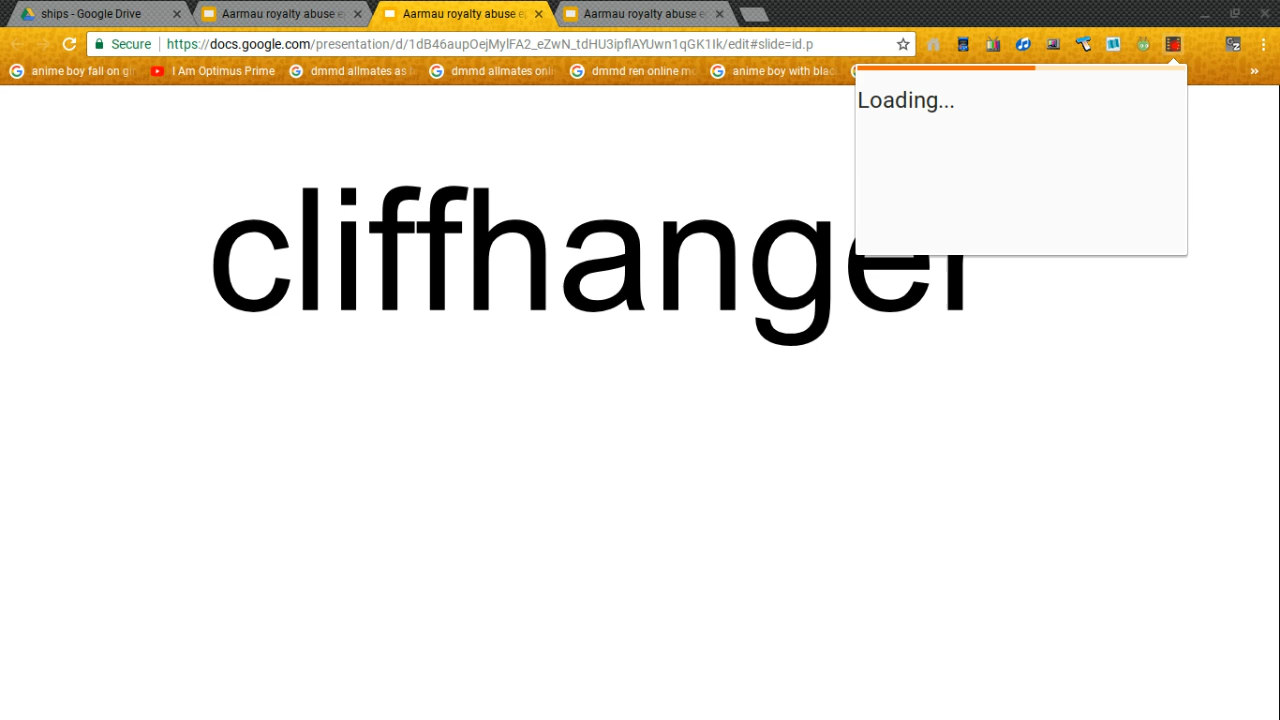 ships - Google Drive
Aarmau royalty abuse e
Aarmau royalty abuse e
Aarmau royalty abuse e
Secure https://docs.google.com/presentation/d/1dB46aupOejMylFA2_eZwN_tdHU3ipflAYUwn1qGK1Ik/edit#slide=id.p
anime boy fall on gir
I Am Optimus Prime
dmmd allmates as
dmmd allmates onli
dmmd ren online mo
anime boy with blac
»
Loading...
cliffhanger